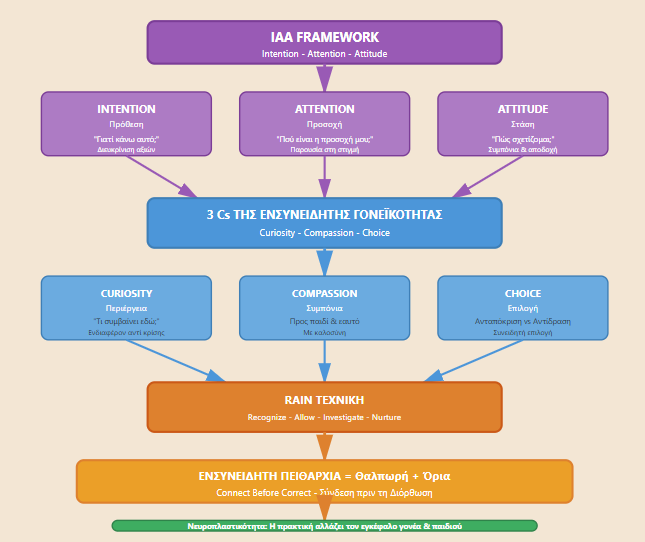 IAA FRAMEWORK
Intention - Attention - Attitude
INTENTION
Πρόθεση
"Γιατί κάνω αυτό;"
Διευκρίνιση αξιών
ATTENTION
Προσοχή
"Πού είναι η προσοχή μου;"
Παρουσία στη στιγμή
ATTITUDE
Στάση
"Πώς σχετίζομαι;"
Συμπόνια & αποδοχή
3 Cs ΤΗΣ ΕΝΣΥΝΕΙΔΗΤΗΣ ΓΟΝΕΪΚΟΤΗΤΑΣ
Curiosity - Compassion - Choice
CURIOSITY
Περιέργεια
"Τι συμβαίνει εδώ;"
Ενδιαφέρον αντί κρίσης
COMPASSION
Συμπόνια
Προς παιδί & εαυτό
Με καλοσύνη
CHOICE
Επιλογή
Ανταπόκριση vs Αντίδραση
Συνειδητή επιλογή
RAIN ΤΕΧΝΙΚΗ
Recognize - Allow - Investigate - Nurture
ΕΝΣΥΝΕΙΔΗΤΗ ΠΕΙΘΑΡΧΙΑ = Θαλπωρή + Όρια
Connect Before Correct - Σύνδεση πριν τη Διόρθωση
Νευροπλαστικότητα: Η πρακτική αλλάζει τον εγκέφαλο γονέα & παιδιού